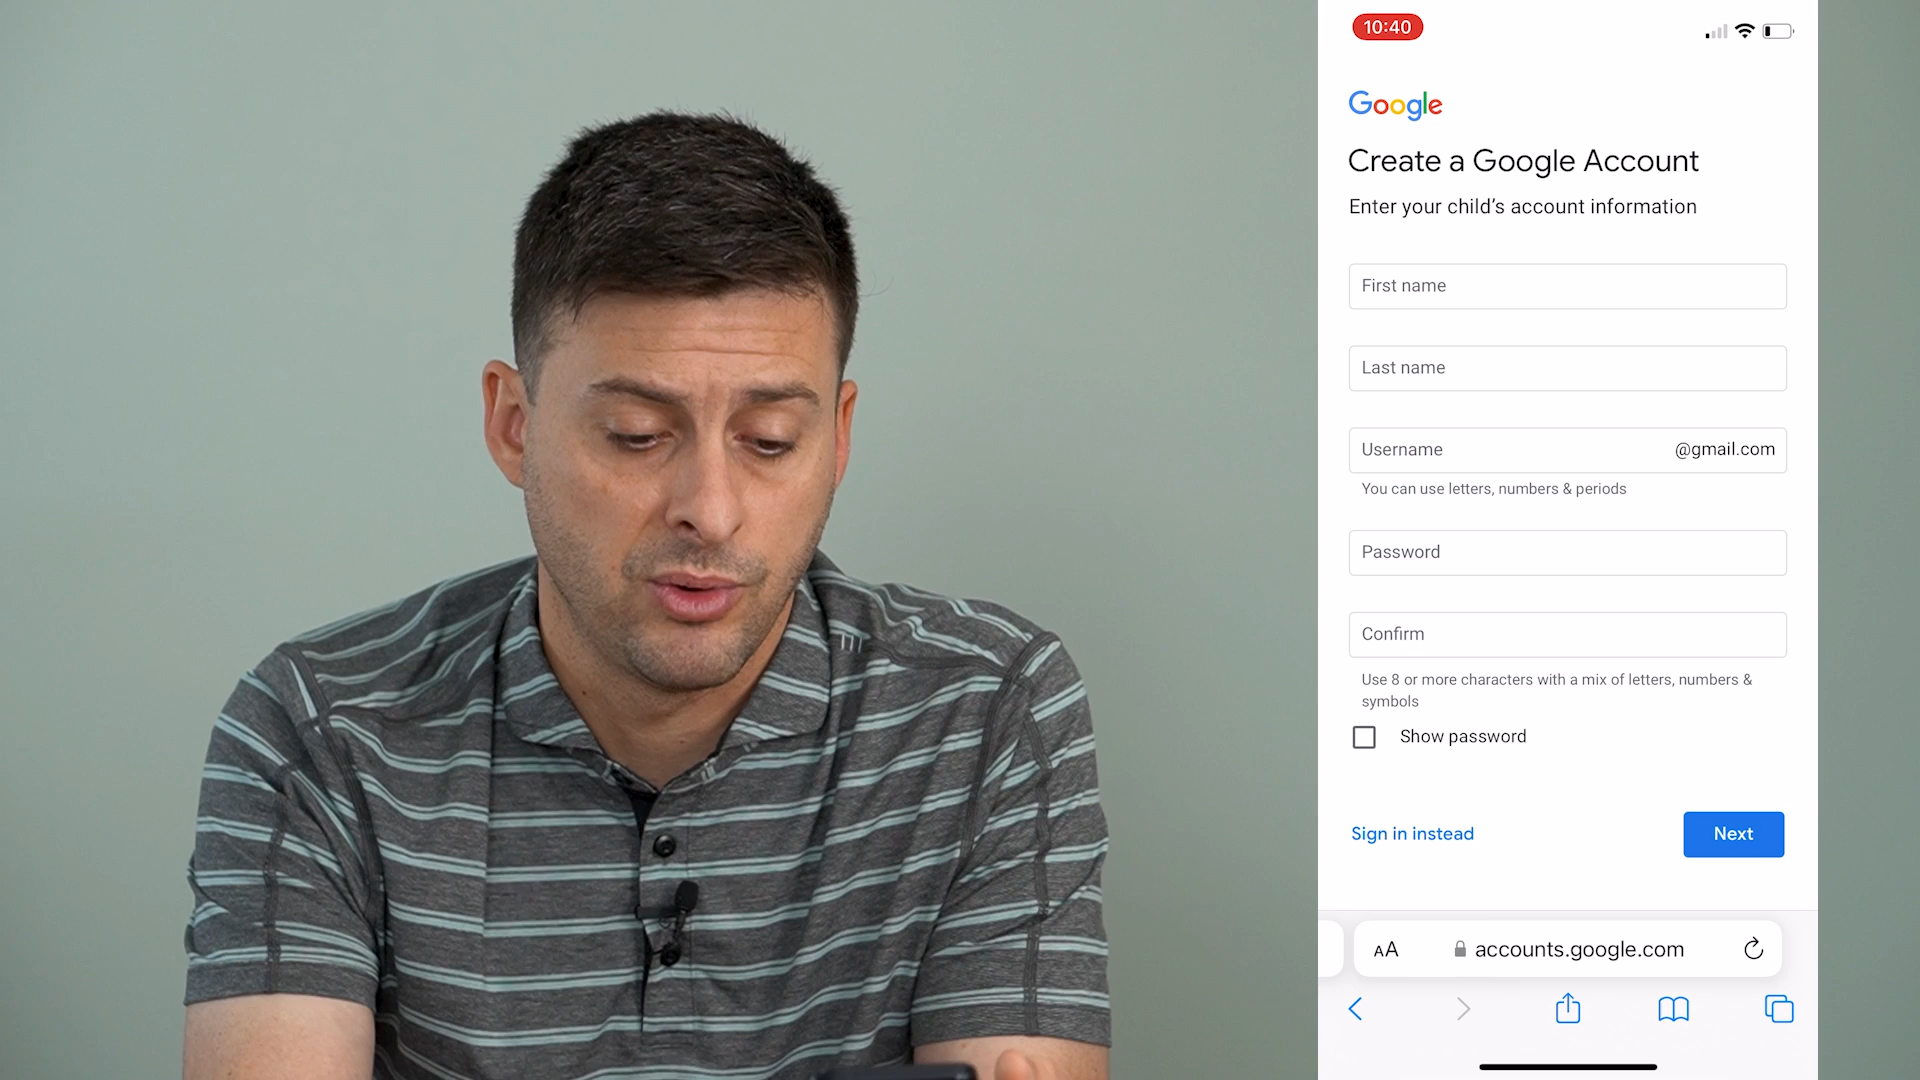 10:40
Google
Create a Google Account
Enter your child's account information
First name
Last name
Username @gmail.com
You can use letters, numbers & periods
Password
Confirm
Use 8 or more characters with a mix of letters, numbers &
symbols
Show password
Sign in instead Next
AA accounts.google.com